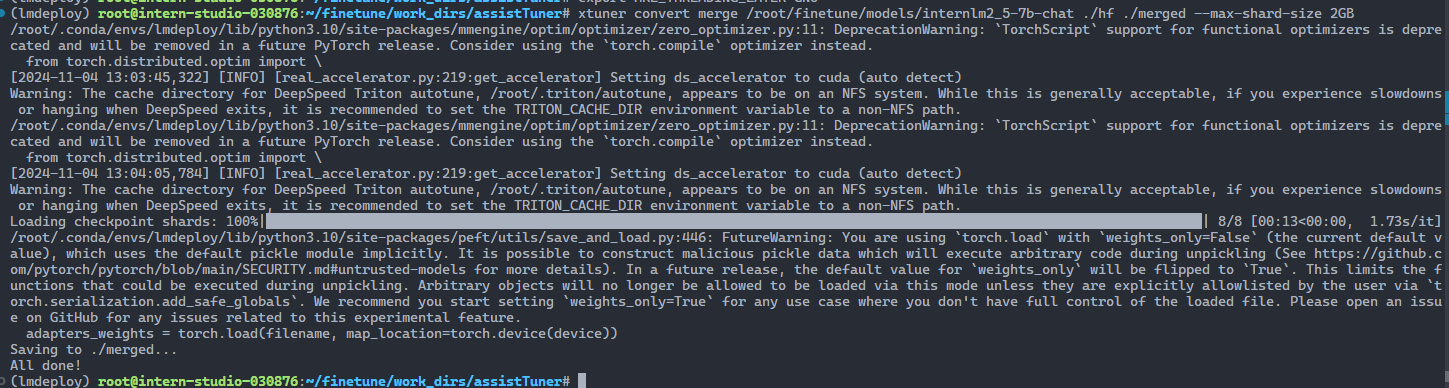 (lmdeploy) root@intern-studio-030876:~/finetune/work_dirs/assistTuner# xtuner convert merge /root/finetune/models/internlm2_5-7b-chat ./hf ./merged --max-shard-size 2GB
/root/.conda/envs/lmdeploy/lib/python3.10/site-packages/mmengine/optim/optimizer/zero_optimizer.py:11: DeprecationWarning: `TorchScript` support for functional optimizers is depre
cated and will be removed in a future PyTorch release. Consider using the `torch.compile` optimizer instead.
  from torch.distributed.optim import \
[2024-11-04 13:03:45,322] [INFO] [real_accelerator.py:219:get_accelerator] Setting ds_accelerator to cuda (auto detect)
Warning: The cache directory for DeepSpeed Triton autotune, /root/.triton/autotune, appears to be on an NFS system. While this is generally acceptable, if you experience slowdowns
 or hanging when DeepSpeed exits, it is recommended to set the TRITON_CACHE_DIR environment variable to a non-NFS path.
/root/.conda/envs/lmdeploy/lib/python3.10/site-packages/mmengine/optim/optimizer/zero_optimizer.py:11: DeprecationWarning: `TorchScript` support for functional optimizers is depre
cated and will be removed in a future PyTorch release. Consider using the `torch.compile` optimizer instead.
  from torch.distributed.optim import \
[2024-11-04 13:04:05,784] [INFO] [real_accelerator.py:219:get_accelerator] Setting ds_accelerator to cuda (auto detect)
Warning: The cache directory for DeepSpeed Triton autotune, /root/.triton/autotune, appears to be on an NFS system. While this is generally acceptable, if you experience slowdowns
 or hanging when DeepSpeed exits, it is recommended to set the TRITON_CACHE_DIR environment variable to a non-NFS path.
Loading checkpoint shards: 100%| | 8/8 [00:13<00:00,  1.73s/it]
/root/.conda/envs/lmdeploy/lib/python3.10/site-packages/peft/utils/save_and_load.py:446: FutureWarning: You are using `torch.load` with `weights_only=False` (the current default v
alue), which uses the default pickle module implicitly. It is possible to construct malicious pickle data which will execute arbitrary code during unpickling (See https://github.c
om/pytorch/pytorch/blob/main/SECURITY.md#untrusted-models for more details). In a future release, the default value for `weights_only` will be flipped to `True`. This limits the f
unctions that could be executed during unpickling. Arbitrary objects will no longer be allowed to be loaded via this mode unless they are explicitly allowlisted by the user via `t
orch.serialization.add_safe_globals`. We recommend you start setting `weights_only=True` for any use case where you don't have full control of the loaded file. Please open an issu
e on GitHub for any issues related to this experimental feature.
  adapters_weights = torch.load(filename, map_location=torch.device(device))
Saving to ./merged...
All done!
(lmdeploy) root@intern-studio-030876:~/finetune/work_dirs/assistTuner#